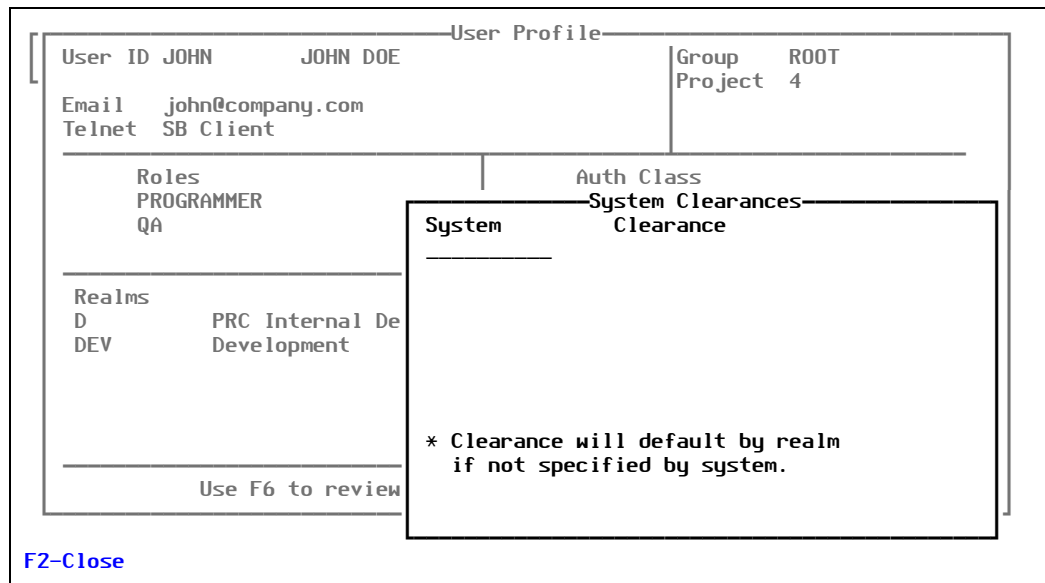 User Profile
User ID JOHN JOHN DOE Group ROOT
Project 4
Email john@company.com
Telnet SB Client
Roles Auth Class
PROGRAMMER System Clearances
QA System Clearance
Realms
D PRC Internal De
DEV Development
* Clearance will default by realm
if not specified by system.
Use F6 to review
F2-Close